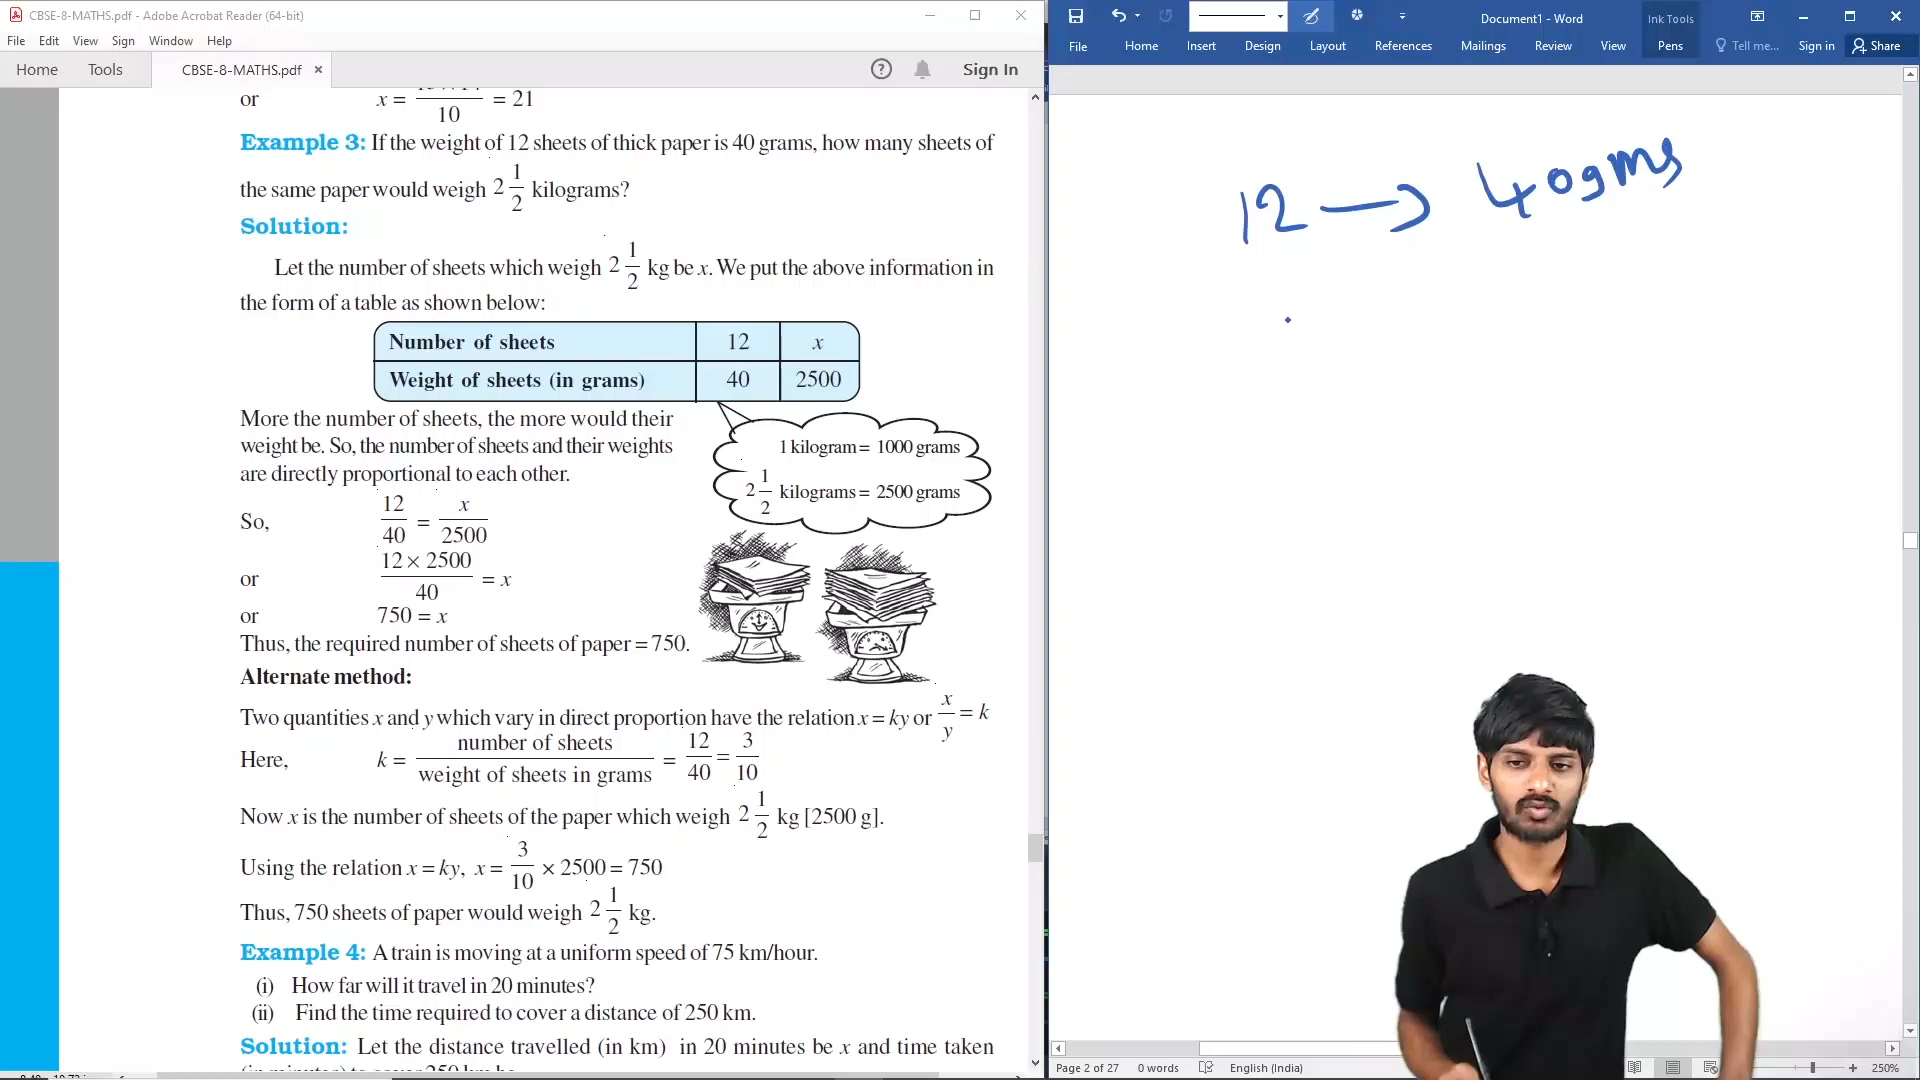 CBSE-8-MATHS.pdf - Adobe Acrobat Reader (64-bit)
File Edit View Sign Window Help
Home Tools CBSE-8-MATHS.pdf × Sign In
or x = / 10 = 21
Example 3: If the weight of 12 sheets of thick paper is 40 grams, how many sheets of
the same paper would weigh 2 1/2 kilograms?
Solution:
Let the number of sheets which weigh 2 1/2 kg be x. We put the above information in
the form of a table as shown below:
Number of sheets 12 x
Weight of sheets (in grams) 40 2500
More the number of sheets, the more would their
weight be. So, the number of sheets and their weights
are directly proportional to each other.
1 kilogram = 1000 grams
2 1/2 kilograms = 2500 grams
So, 12/40 = x/2500
or 12 × 2500 / 40 = x
or 750 = x
Thus, the required number of sheets of paper = 750.
Alternate method:
Two quantities x and y which vary in direct proportion have the relation x = ky or x/y = k
Here, k = number of sheets / weight of sheets in grams = 12/40 = 3/10
Now x is the number of sheets of the paper which weigh 2 1/2 kg [2500 g].
Using the relation x = ky, x = 3/10 × 2500 = 750
Thus, 750 sheets of paper would weigh 2 1/2 kg.
Example 4: A train is moving at a uniform speed of 75 km/hour.
(i) How far will it travel in 20 minutes?
(ii) Find the time required to cover a distance of 250 km.
Solution: Let the distance travelled (in km) in 20 minutes be x and time taken
Document1 - Word
Ink Tools
File Home Insert Design Layout References Mailings Review View Pens Tell me... Sign in Share
12 → 40gms
Page 2 of 27 0 words English (India) 250%